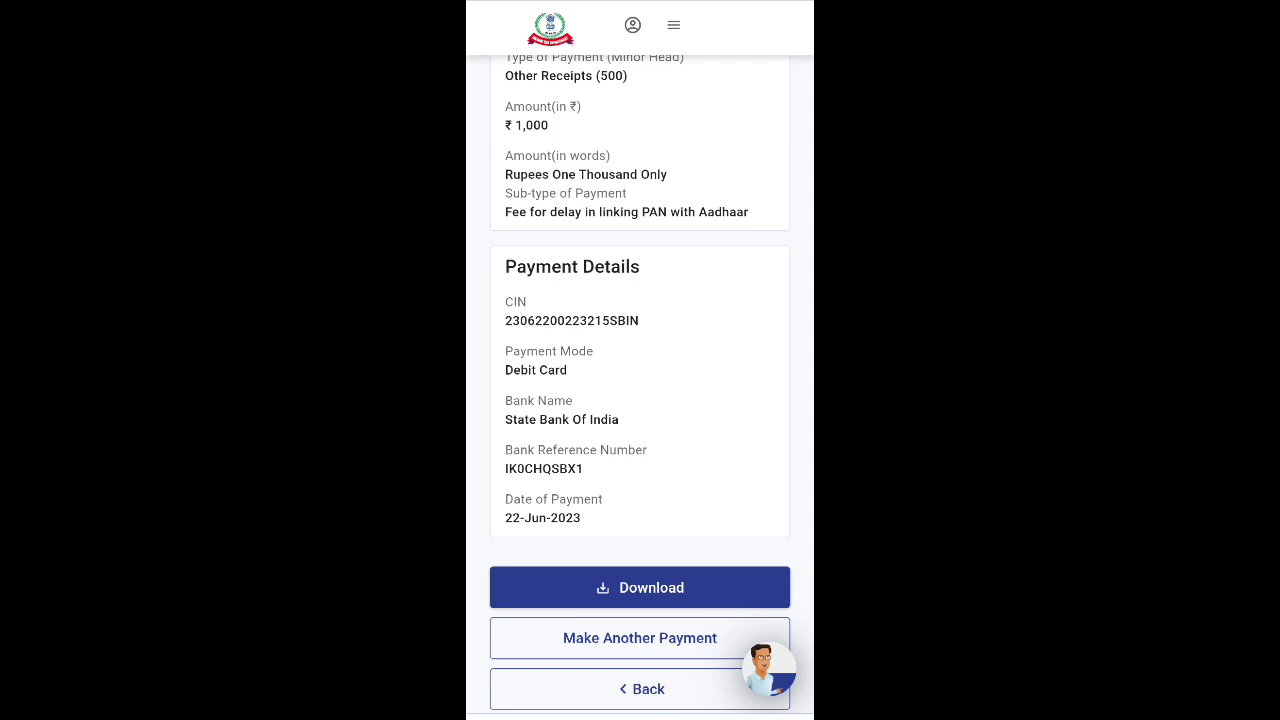 Type of Payment (Minor Head)
Other Receipts (500)
Amount(in ₹)
₹ 1,000
Amount(in words)
Rupees One Thousand Only
Sub-type of Payment
Fee for delay in linking PAN with Aadhaar
Payment Details
CIN
23062200223215SBIN
Payment Mode
Debit Card
Bank Name
State Bank Of India
Bank Reference Number
IK0CHQSBX1
Date of Payment
22-Jun-2023
Download
Make Another Payment
Back